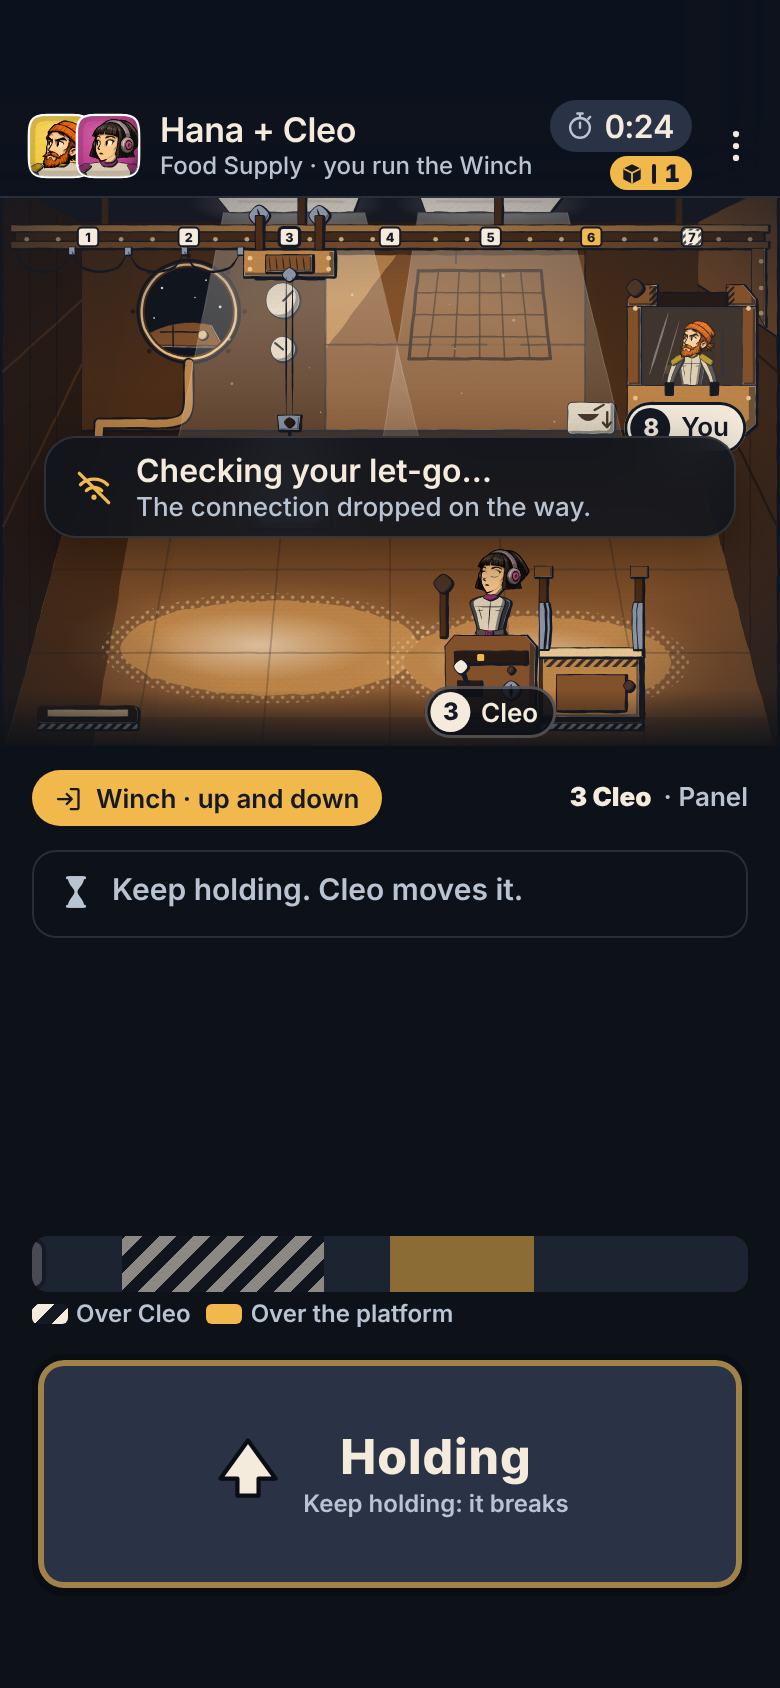 Hana + Cleo
0:24
Food Supply · you run the Winch
1
1 2 3 4 5 6 7
8 You
Checking your let-go...
The connection dropped on the way.
3 Cleo
Winch · up and down
3 Cleo · Panel
Keep holding. Cleo moves it.
Over Cleo Over the platform
Holding
Keep holding: it breaks